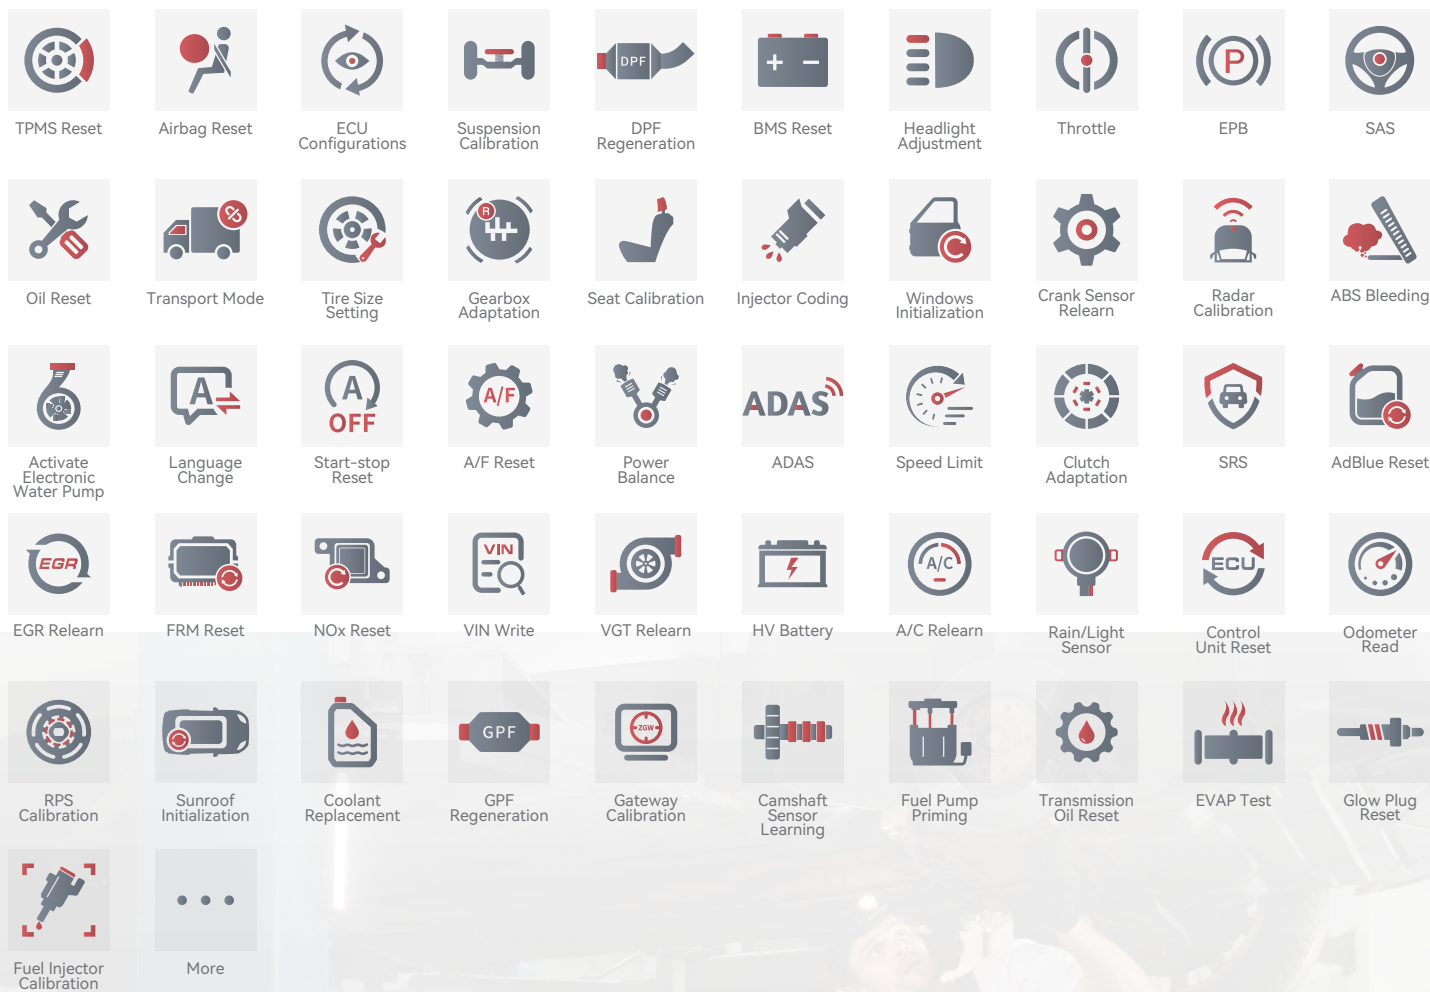 DPF
+ −
P
TPMS Reset
Airbag Reset
ECU
Configurations
Suspension
Calibration
DPF
Regeneration
BMS Reset
Headlight
Adjustment
Throttle
EPB
SAS
R
Oil Reset
Transport Mode
Tire Size
Setting
Gearbox
Adaptation
Seat Calibration
Injector Coding
Windows
Initialization
Crank Sensor
Relearn
Radar
Calibration
ABS Bleeding
A
A
OFF
A/F
ADAS
Activate
Electronic
Water Pump
Language
Change
Start-stop
Reset
A/F Reset
Power
Balance
ADAS
Speed Limit
Clutch
Adaptation
SRS
AdBlue Reset
EGR
VIN
A/C
ECU
EGR Relearn
FRM Reset
NOx Reset
VIN Write
VGT Relearn
HV Battery
A/C Relearn
Rain/Light
Sensor
Control
Unit Reset
Odometer
Read
GPF
ZGW
RPS
Calibration
Sunroof
Initialization
Coolant
Replacement
GPF
Regeneration
Gateway
Calibration
Camshaft
Sensor
Learning
Fuel Pump
Priming
Transmission
Oil Reset
EVAP Test
Glow Plug
Reset
Fuel Injector
Calibration
More